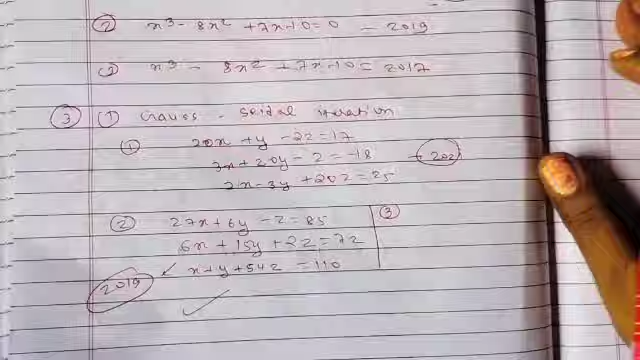 ② x³ - 8x² + 7x+10=0 - 2019
③ x³ - 8x² + 7x-10 = 2017
③ ① Gauss - Seidal iteration
① 20x + y - 2z = 17
3x + 20y - z = -18
2x - 3y + 20z = 25
② 27x + 6y - z = 85
6x + 15y + 2z = 72
x + y + 54z = 110
2019
③